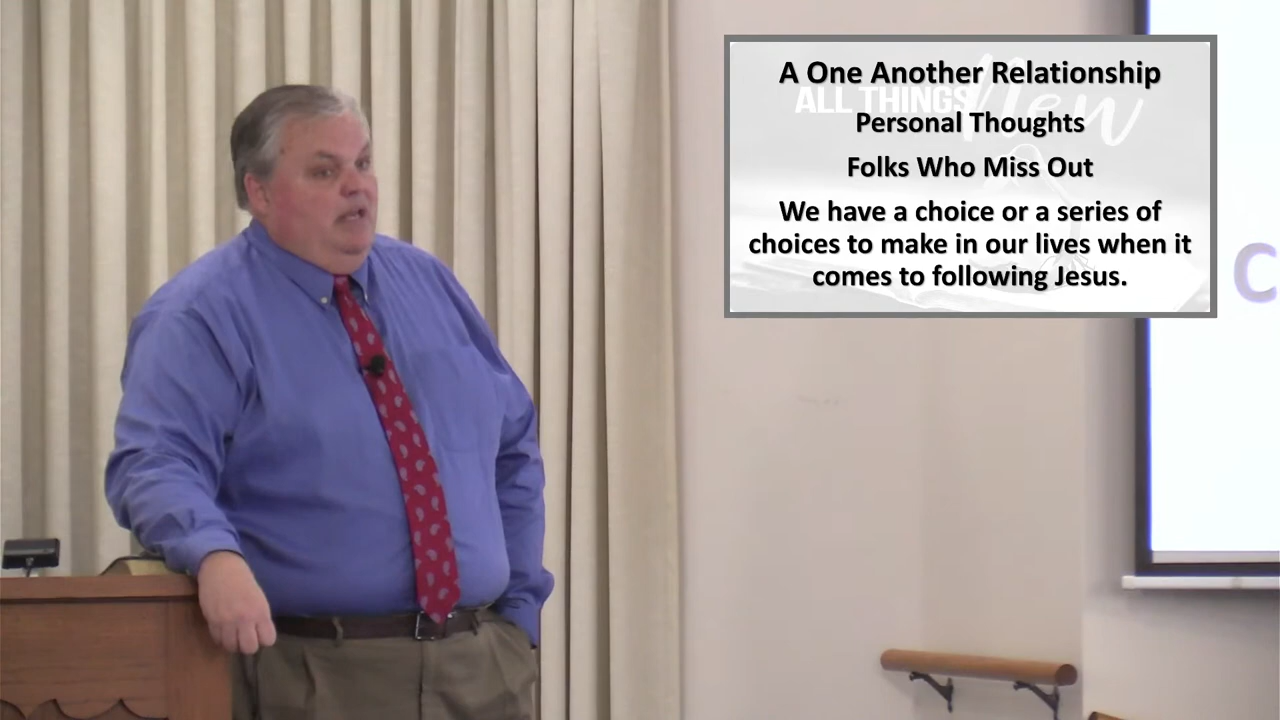 A One Another Relationship
ALL THINGS New
Personal Thoughts
Folks Who Miss Out
We have a choice or a series of
choices to make in our lives when it
comes to following Jesus.
C